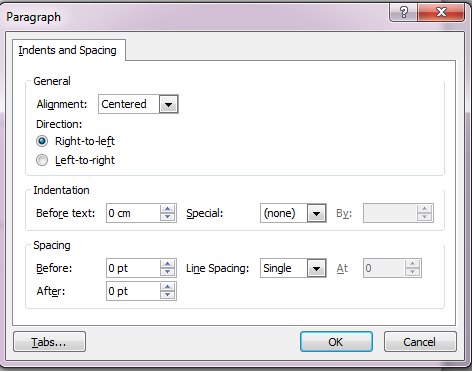 Paragraph
Indents and Spacing
General
Alignment: Centered
Direction:
Right-to-left
Left-to-right
Indentation
Before text: 0 cm Special: (none) By:
Spacing
Before: 0 pt Line Spacing: Single At 0
After: 0 pt
Tabs... OK Cancel